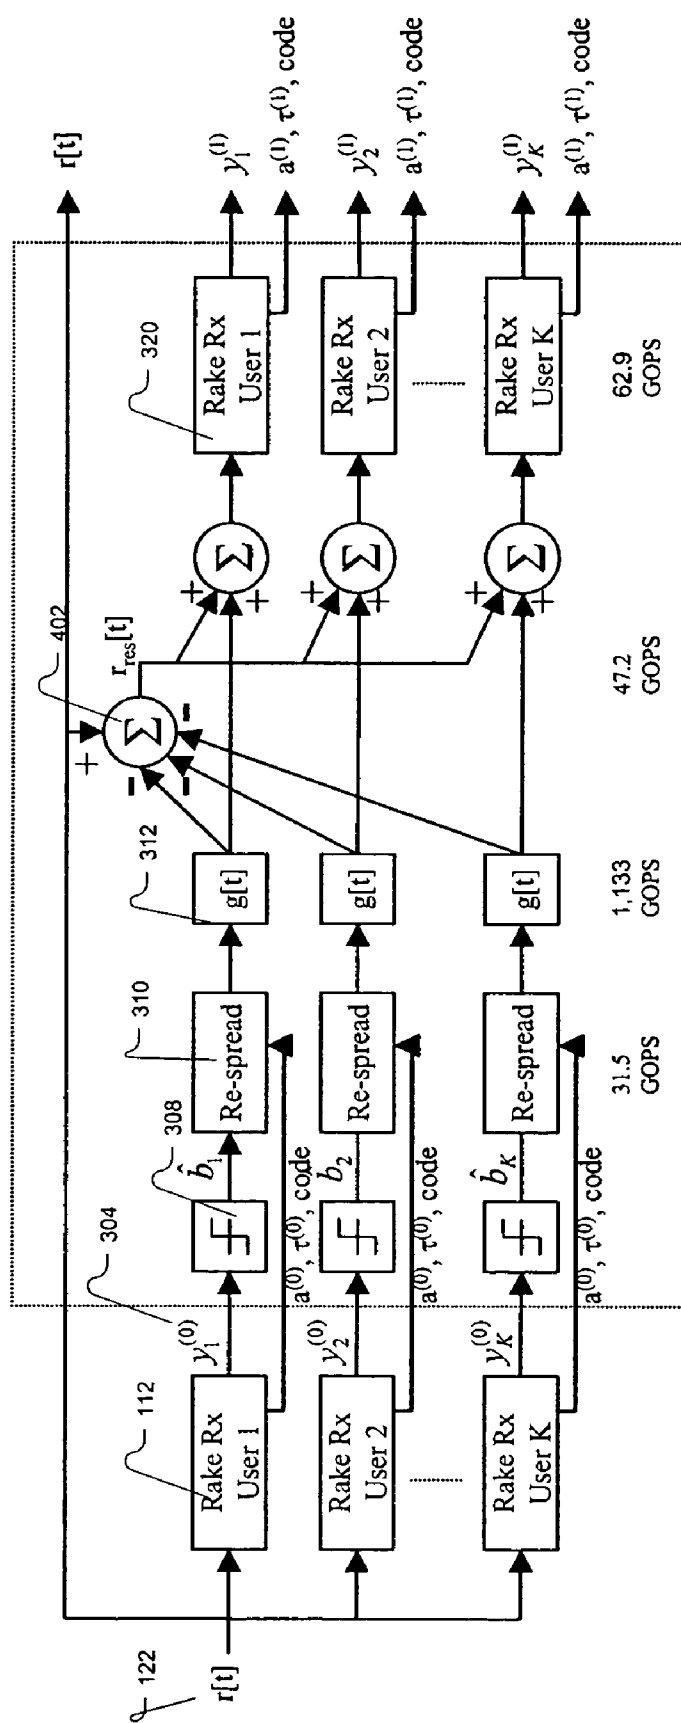 122
r[t]
112
Rake Rx
User 1
Rake Rx
User 2
Rake Rx
User K
304
y₁⁽⁰⁾
y₂⁽⁰⁾
y_K⁽⁰⁾
a⁽⁰⁾, τ⁽⁰⁾, code
a⁽⁰⁾, τ⁽⁰⁾, code
a⁽⁰⁾, τ⁽⁰⁾, code
308
b̂₁
b₂
b̂_K
310
Re-spread
Re-spread
Re-spread
31.5
GOPS
312
g[t]
g[t]
g[t]
1,133
GOPS
402
+
Σ
−
−
−
r_res[t]
47.2
GOPS
+
+
Σ
+
+
Σ
+
+
Σ
320
Rake Rx
User 1
Rake Rx
User 2
Rake Rx
User K
62.9
GOPS
r[t]
y₁⁽¹⁾
a⁽¹⁾, τ⁽¹⁾, code
y₂⁽¹⁾
a⁽¹⁾, τ⁽¹⁾, code
y_K⁽¹⁾
a⁽¹⁾, τ⁽¹⁾, code